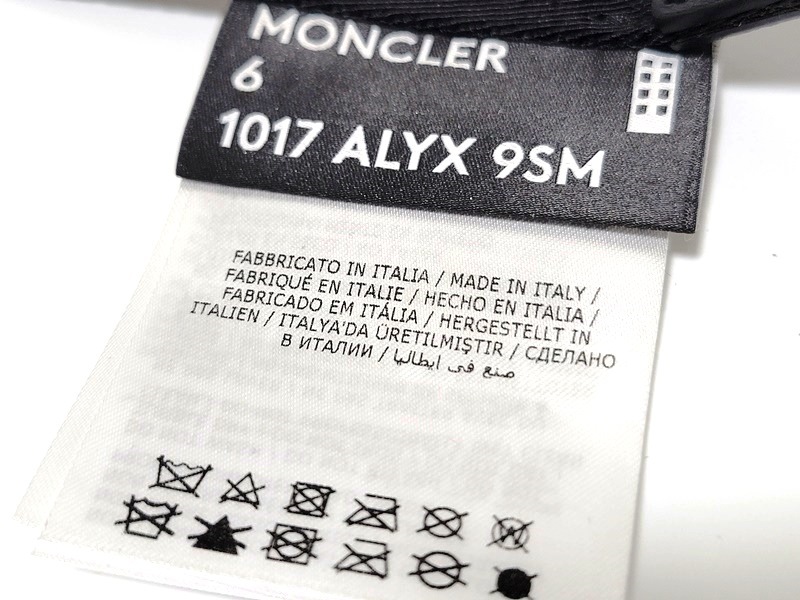 MONCLER
6
1017 ALYX 9SM
FABBRICATO IN ITALIA / MADE IN ITALY /
FABRIQUÉ EN ITALIE / HECHO EN ITALIA /
FABRICADO EM ITÁLIA / HERGESTELLT IN
ITALIEN / ITALYA'DA ÜRETILMIŞTIR / СДЕЛАНО
В ИТАЛИИ / صنع في ايطاليا
W